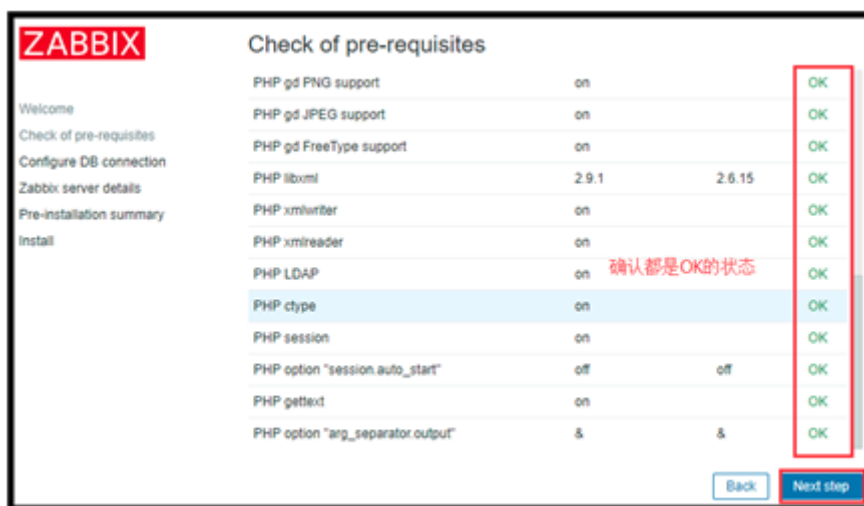 ZABBIX
Check of pre-requisites
Welcome
Check of pre-requisites
Configure DB connection
Zabbix server details
Pre-installation summary
Install
PHP gd PNG support on OK
PHP gd JPEG support on OK
PHP gd FreeType support on OK
PHP libxml 2.9.1 2.6.15 OK
PHP xmlwriter on OK
PHP xmlreader on OK
PHP LDAP on OK
确认都是OK的状态
PHP ctype on OK
PHP session on OK
PHP option "session.auto_start" off off OK
PHP gettext on OK
PHP option "arg_separator.output" & & OK
Back Next step